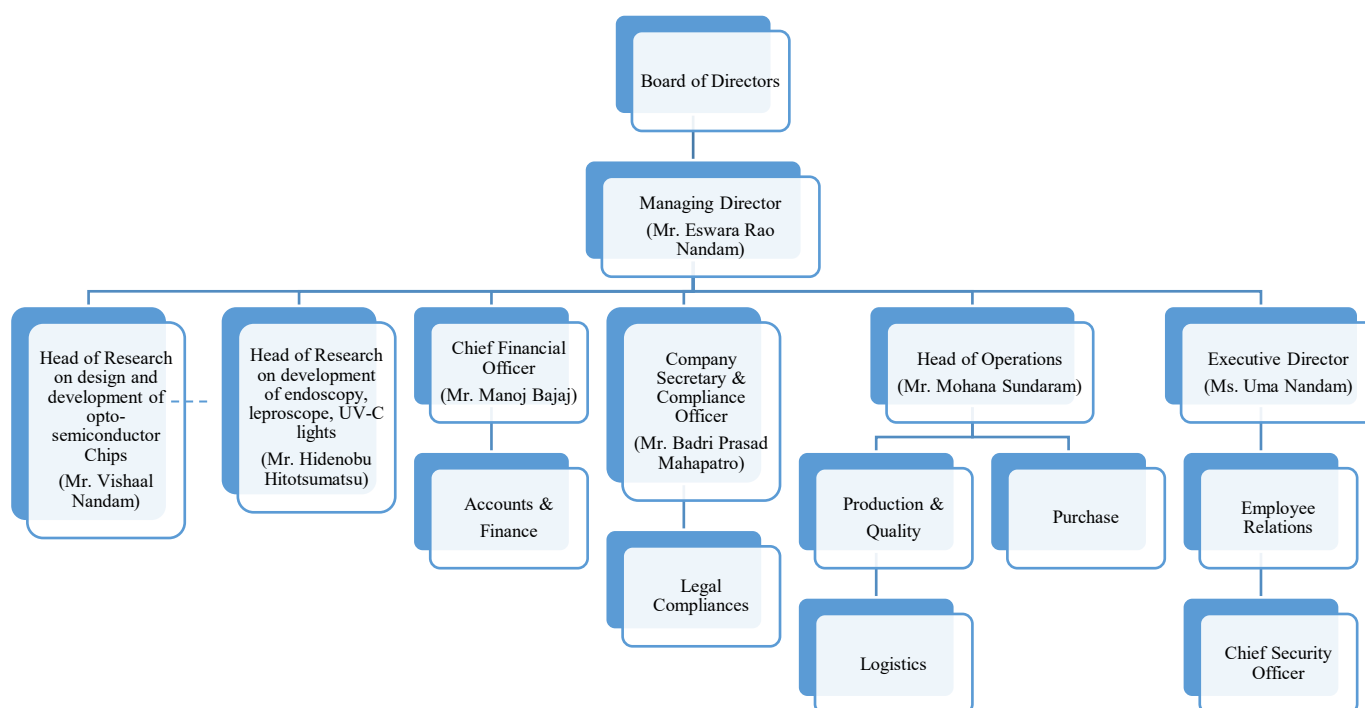 Board of Directors
Managing Director
(Mr. Eswara Rao
Nandam)
Head of Research
on design and
development of
opto-
semiconductor
Chips
(Mr. Vishaal
Nandam)
Head of Research
on development
of endoscopy,
leproscope, UV-C
lights
(Mr. Hidenobu
Hitotsumatsu)
Chief Financial
Officer
(Mr. Manoj Bajaj)
Company
Secretary &
Compliance
Officer
(Mr. Badri Prasad
Mahapatro)
Head of Operations
(Mr. Mohana Sundaram)
Executive Director
(Ms. Uma Nandam)
Accounts &
Finance
Legal
Compliances
Production &
Quality
Purchase
Employee
Relations
Logistics
Chief Security
Officer